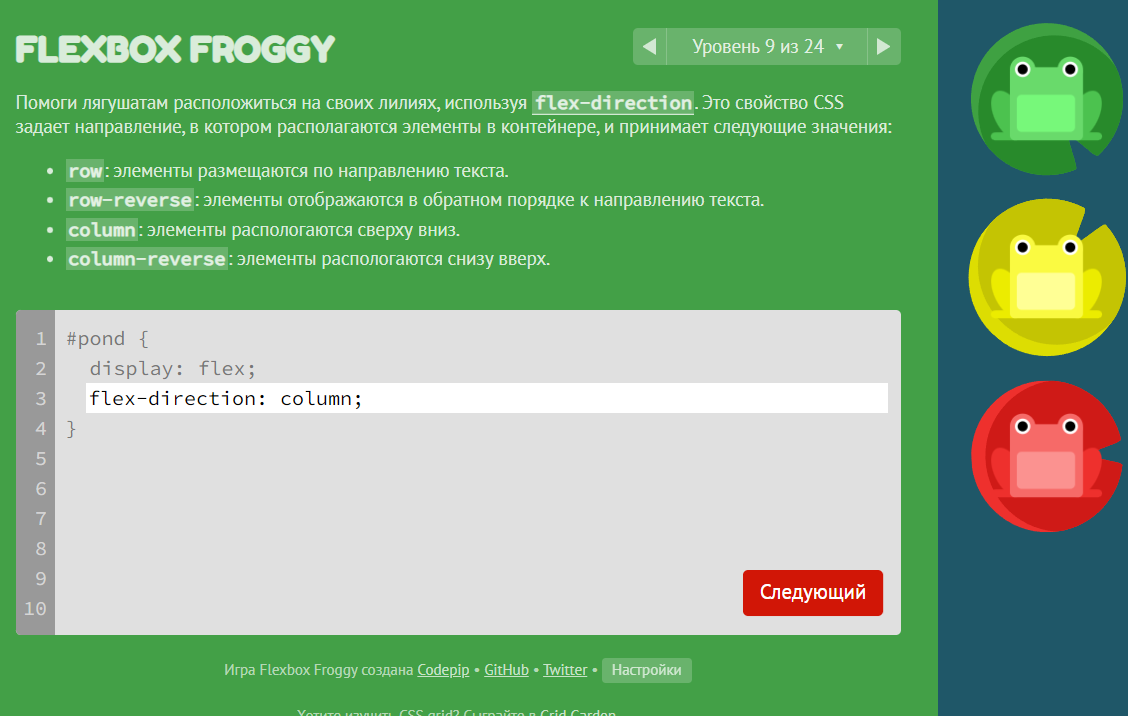 FLEXBOX FROGGY
Уровень 9 из 24
Помоги лягушатам расположиться на своих лилиях, используя flex-direction. Это свойство CSS
задает направление, в котором располагаются элементы в контейнере, и принимает следующие значения:
• row: элементы размещаются по направлению текста.
• row-reverse: элементы отображаются в обратном порядке к направлению текста.
• column: элементы распологаются сверху вниз.
• column-reverse: элементы распологаются снизу вверх.
1 #pond {
2 display: flex;
3 flex-direction: column;
4 }
5
6
7
8
9
10
Следующий
Игра Flexbox Froggy создана Codepip • GitHub • Twitter • Настройки
Хотите изучить CSS grid? Сыграйте в Grid Garden.